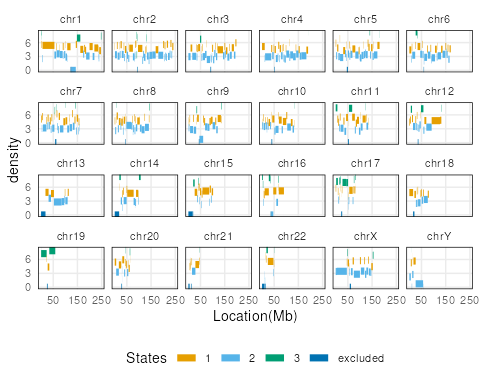 chr1 chr2 chr3 chr4 chr5 chr6
6
3
0
chr7 chr8 chr9 chr10 chr11 chr12
6
3
0
density
chr13 chr14 chr15 chr16 chr17 chr18
6
3
0
chr19 chr20 chr21 chr22 chrX chrY
6
3
0
50 150 250 50 150 250 50 150 250 50 150 250 50 150 250 50 150 250
Location(Mb)
States 1 2 3 excluded